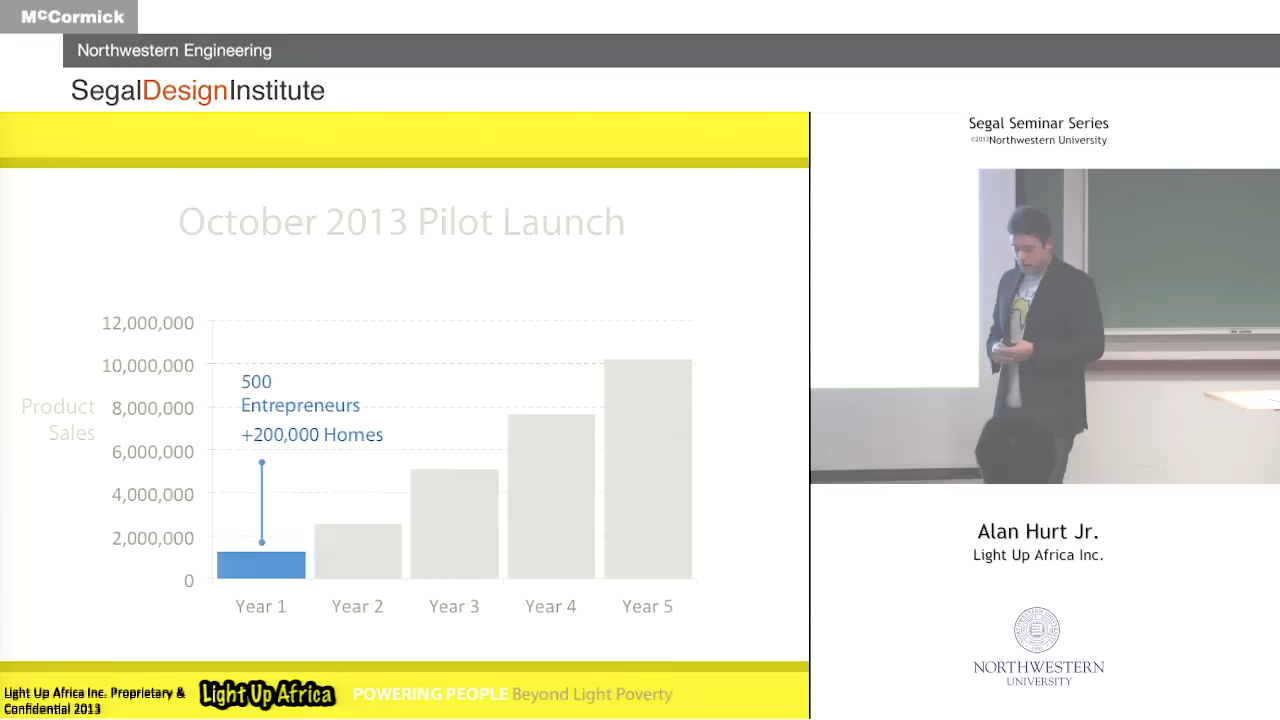 McCormick
Northwestern Engineering
SegalDesignInstitute
Segal Seminar Series
©2013Northwestern University
October 2013 Pilot Launch
Product
Sales
12,000,000
10,000,000
8,000,000
6,000,000
4,000,000
2,000,000
0
500
Entrepreneurs
+200,000 Homes
Year 1
Year 2
Year 3
Year 4
Year 5
Alan Hurt Jr.
Light Up Africa Inc.
NORTHWESTERN
UNIVERSITY
Light Up Africa Inc. Proprietary &
Confidential 2013
Light Up Africa
POWERING PEOPLE Beyond Light Poverty